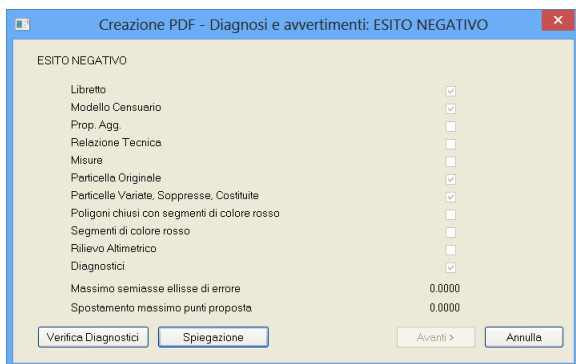 Creazione PDF - Diagnosi e avvertimenti: ESITO NEGATIVO
ESITO NEGATIVO
Libretto
Modello Censuario
Prop. Agg.
Relazione Tecnica
Misure
Particella Originale
Particelle Variate, Soppresse, Costituite
Poligoni chiusi con segmenti di colore rosso
Segmenti di colore rosso
Rilievo Altimetrico
Diagnostici
Massimo semiasse ellisse di errore 0.0000
Spostamento massimo punti proposta 0.0000
Verifica Diagnostici Spiegazione Avanti > Annulla